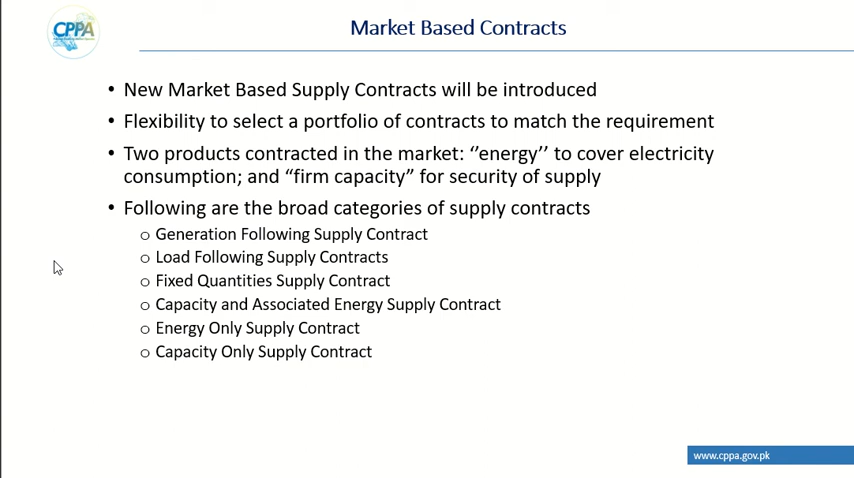 CPPA
Market Based Contracts
• New Market Based Supply Contracts will be introduced
• Flexibility to select a portfolio of contracts to match the requirement
• Two products contracted in the market: ‘’energy’’ to cover electricity
consumption; and “firm capacity” for security of supply
• Following are the broad categories of supply contracts
o Generation Following Supply Contract
o Load Following Supply Contracts
o Fixed Quantities Supply Contract
o Capacity and Associated Energy Supply Contract
o Energy Only Supply Contract
o Capacity Only Supply Contract
www.cppa.gov.pk